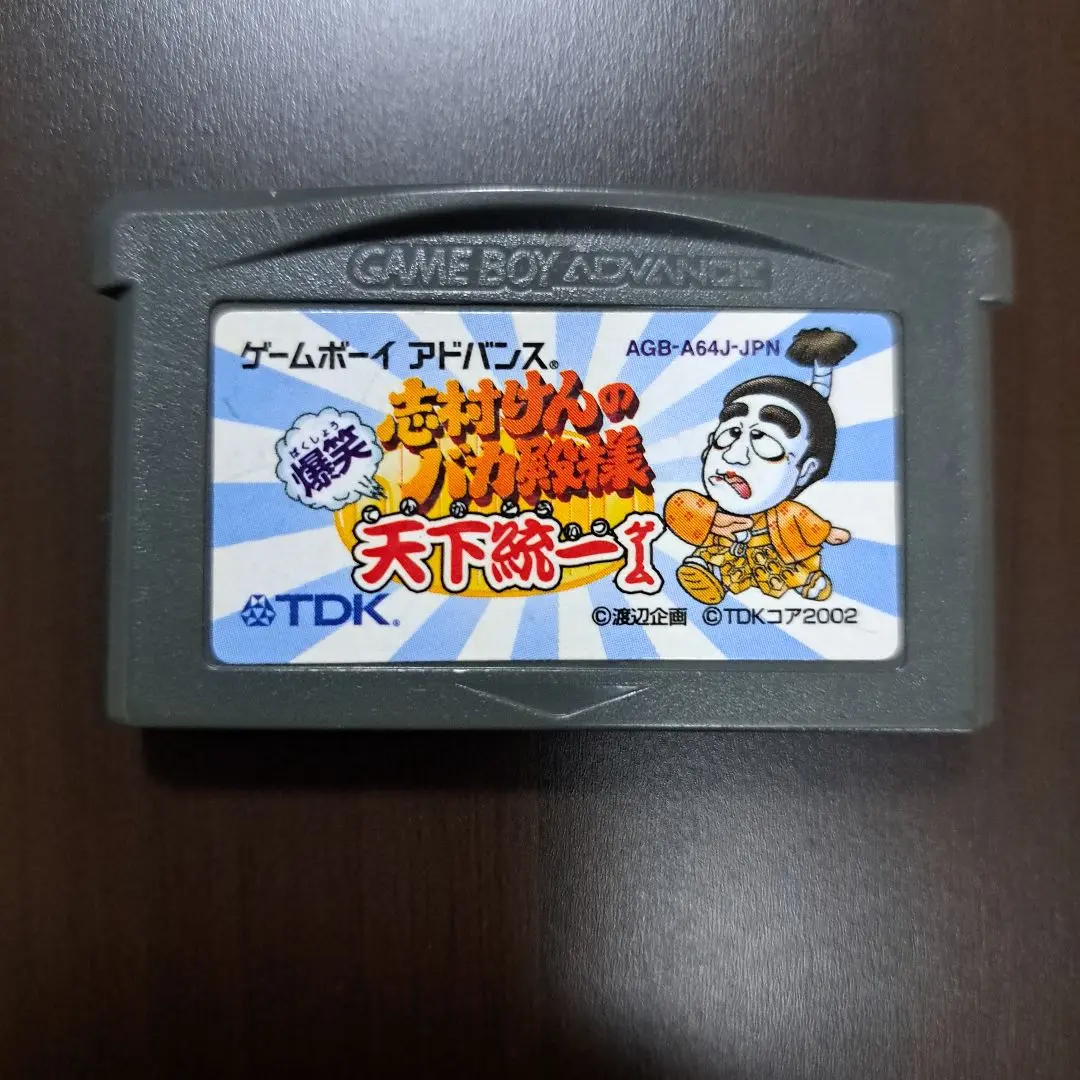 GAME BOY ADVANCE
ゲームボーイ アドバンス®
AGB-A64J-JPN
ばくしょう
爆笑
志村けんの
バカ殿様
てんかとういつ
天下統一ゲーム
TDK.
©渡辺企画 ©TDKコア2002